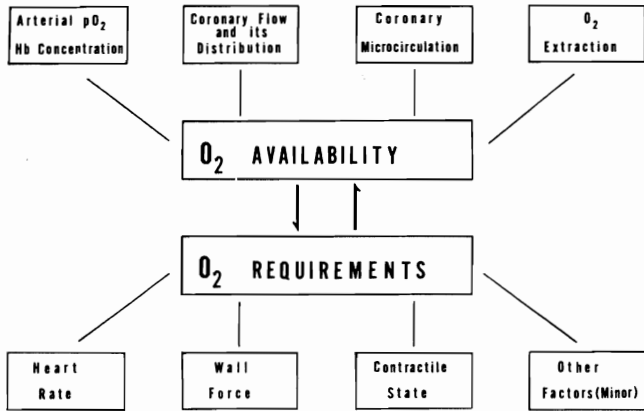 Arterial pO₂
Hb Concentration
Coronary Flow
and its
Distribution
Coronary
Microcirculation
O₂
Extraction
O₂ AVAILABILITY
O₂ REQUIREMENTS
Heart
Rate
Wall
Force
Contractile
State
Other
Factors(Minor)